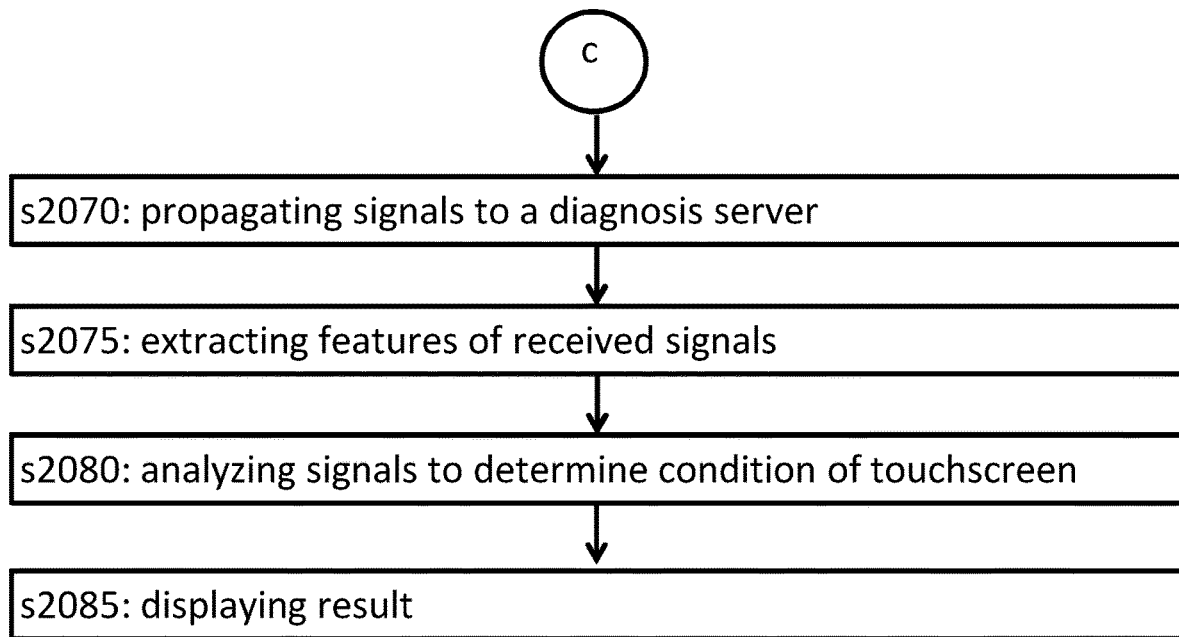 c
s2070: propagating signals to a diagnosis server
s2075: extracting features of received signals
s2080: analyzing signals to determine condition of touchscreen
s2085: displaying result